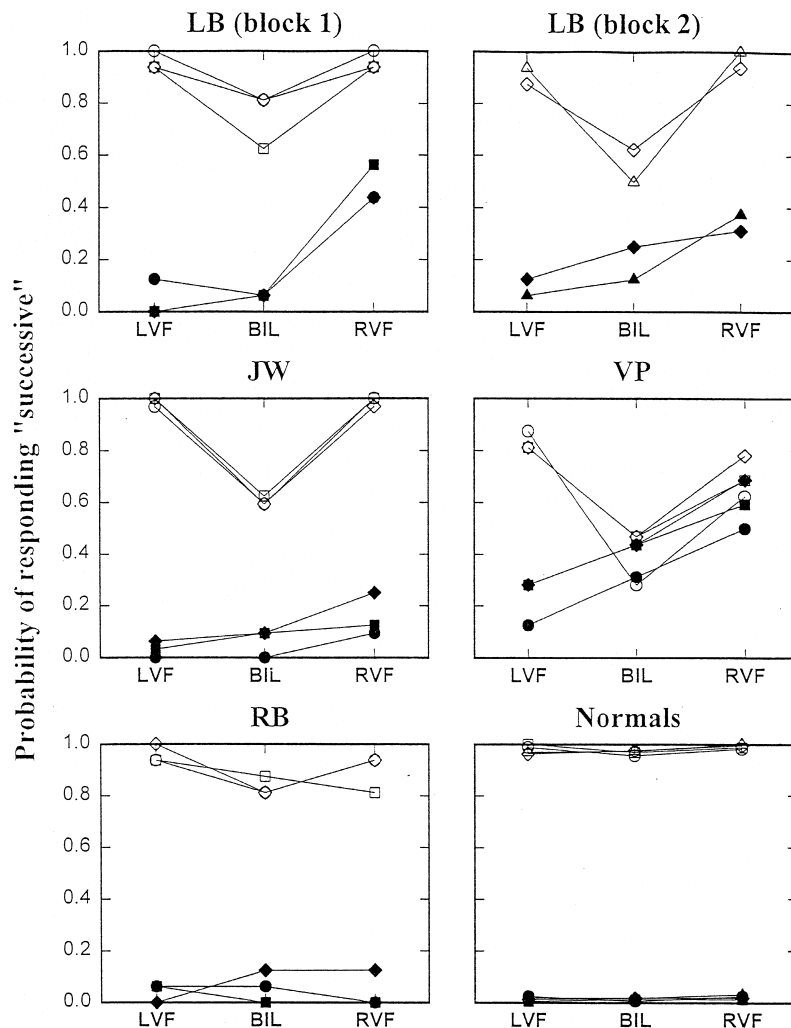 LB (block 1) LB (block 2)
1.0
0.8
0.6
0.4
0.2
0.0
LVF BIL RVF LVF BIL RVF
JW VP
1.0
0.8
0.6
0.4
0.2
0.0
LVF BIL RVF LVF BIL RVF
RB Normals
1.0
0.8
0.6
0.4
0.2
0.0
LVF BIL RVF LVF BIL RVF
Probability of responding "successive"